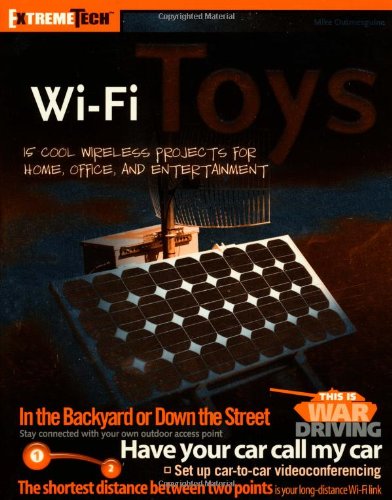 Copyrighted Material
EXTREMETECH™
Wi-Fi Toys
15 COOL WIRELESS PROJECTS FOR
HOME, OFFICE, AND ENTERTAINMENT
THIS IS
WAR
DRIVING
In the Backyard or Down the Street
Stay connected with your own outdoor access point
1
2
Have your car call my car
Set up car-to-car videoconferencing
The shortest distance between two points is your long-distance Wi-Fi link